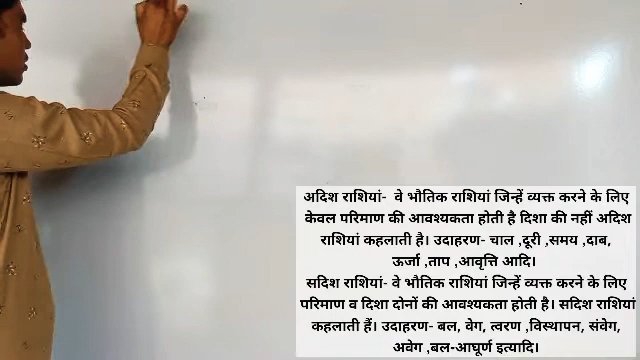 अदिश राशियां- वे भौतिक राशियां जिन्हें व्यक्त करने के लिए
केवल परिमाण की आवश्यकता होती है दिशा की नहीं अदिश
राशियां कहलाती है। उदाहरण- चाल ,दूरी ,समय ,दाब,
ऊर्जा ,ताप ,आवृत्ति आदि।
सदिश राशियां- वे भौतिक राशियां जिन्हें व्यक्त करने के लिए
परिमाण व दिशा दोनों की आवश्यकता होती है। सदिश राशियां
कहलाती हैं। उदाहरण- बल, वेग, त्वरण ,विस्थापन, संवेग,
अवेग ,बल-आघूर्ण इत्यादि।